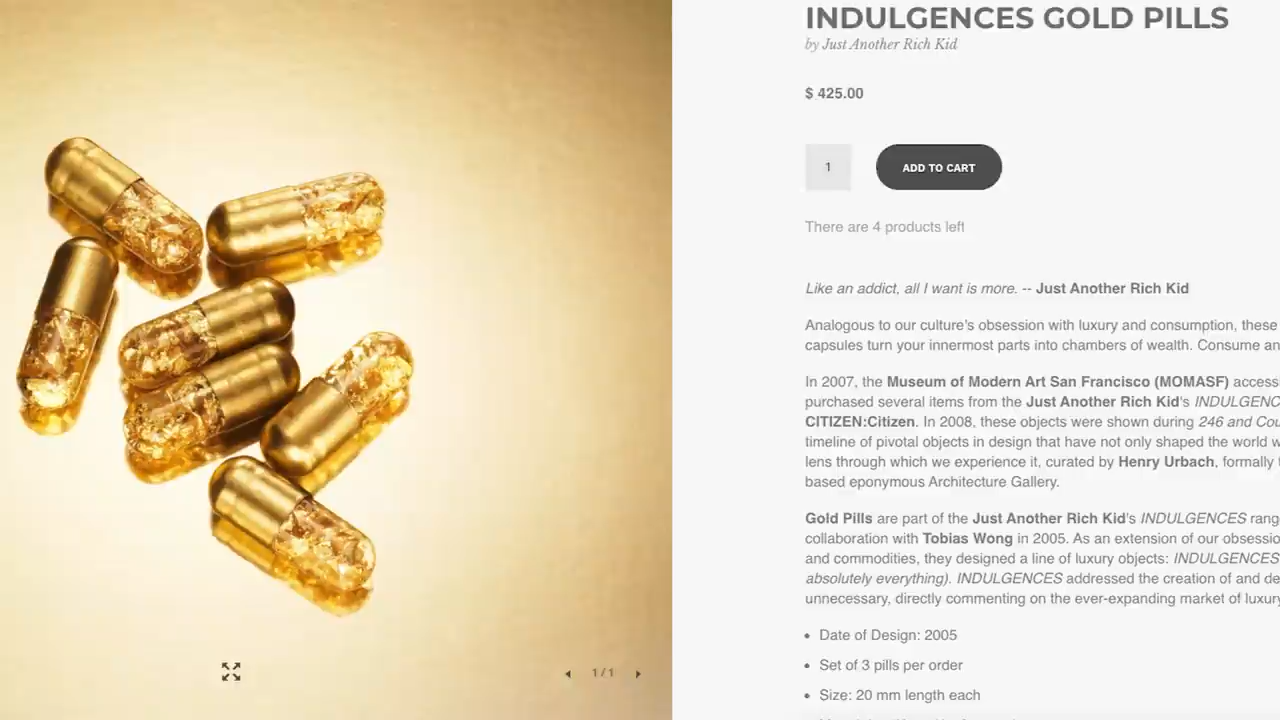 INDULGENCES GOLD PILLS
by Just Another Rich Kid
$ 425.00
1
ADD TO CART
There are 4 products left
Like an addict, all I want is more. -- Just Another Rich Kid
Analogous to our culture's obsession with luxury and consumption, these
capsules turn your innermost parts into chambers of wealth. Consume an
In 2007, the Museum of Modern Art San Francisco (MOMASF) access
purchased several items from the Just Another Rich Kid's INDULGENC
CITIZEN:Citizen. In 2008, these objects were shown during 246 and Cou
timeline of pivotal objects in design that have not only shaped the world w
lens through which we experience it, curated by Henry Urbach, formally
based eponymous Architecture Gallery.
Gold Pills are part of the Just Another Rich Kid's INDULGENCES rang
collaboration with Tobias Wong in 2005. As an extension of our obsessio
and commodities, they designed a line of luxury objects: INDULGENCES
absolutely everything). INDULGENCES addressed the creation of and de
unnecessary, directly commenting on the ever-expanding market of luxury
• Date of Design: 2005
• Set of 3 pills per order
• Size: 20 mm length each
1 / 1